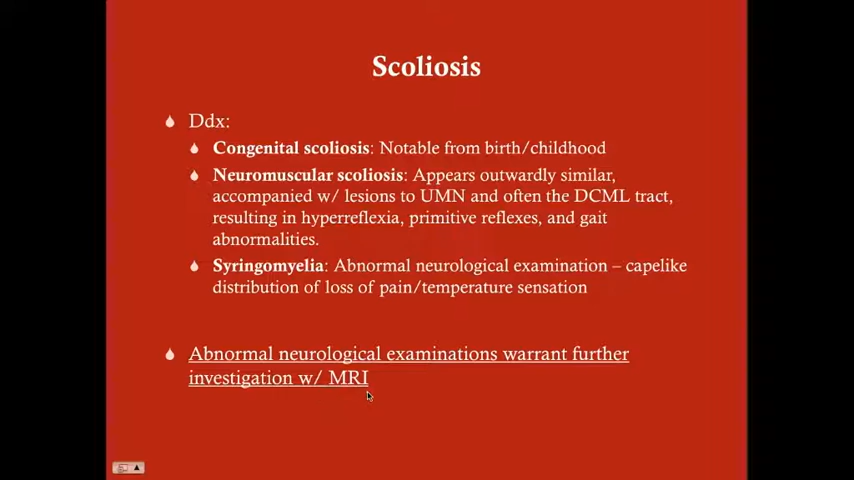 Scoliosis
Ddx:
Congenital scoliosis: Notable from birth/childhood
Neuromuscular scoliosis: Appears outwardly similar,
accompanied w/ lesions to UMN and often the DCML tract,
resulting in hyperreflexia, primitive reflexes, and gait
abnormalities.
Syringomyelia: Abnormal neurological examination – capelike
distribution of loss of pain/temperature sensation
Abnormal neurological examinations warrant further
investigation w/ MRI